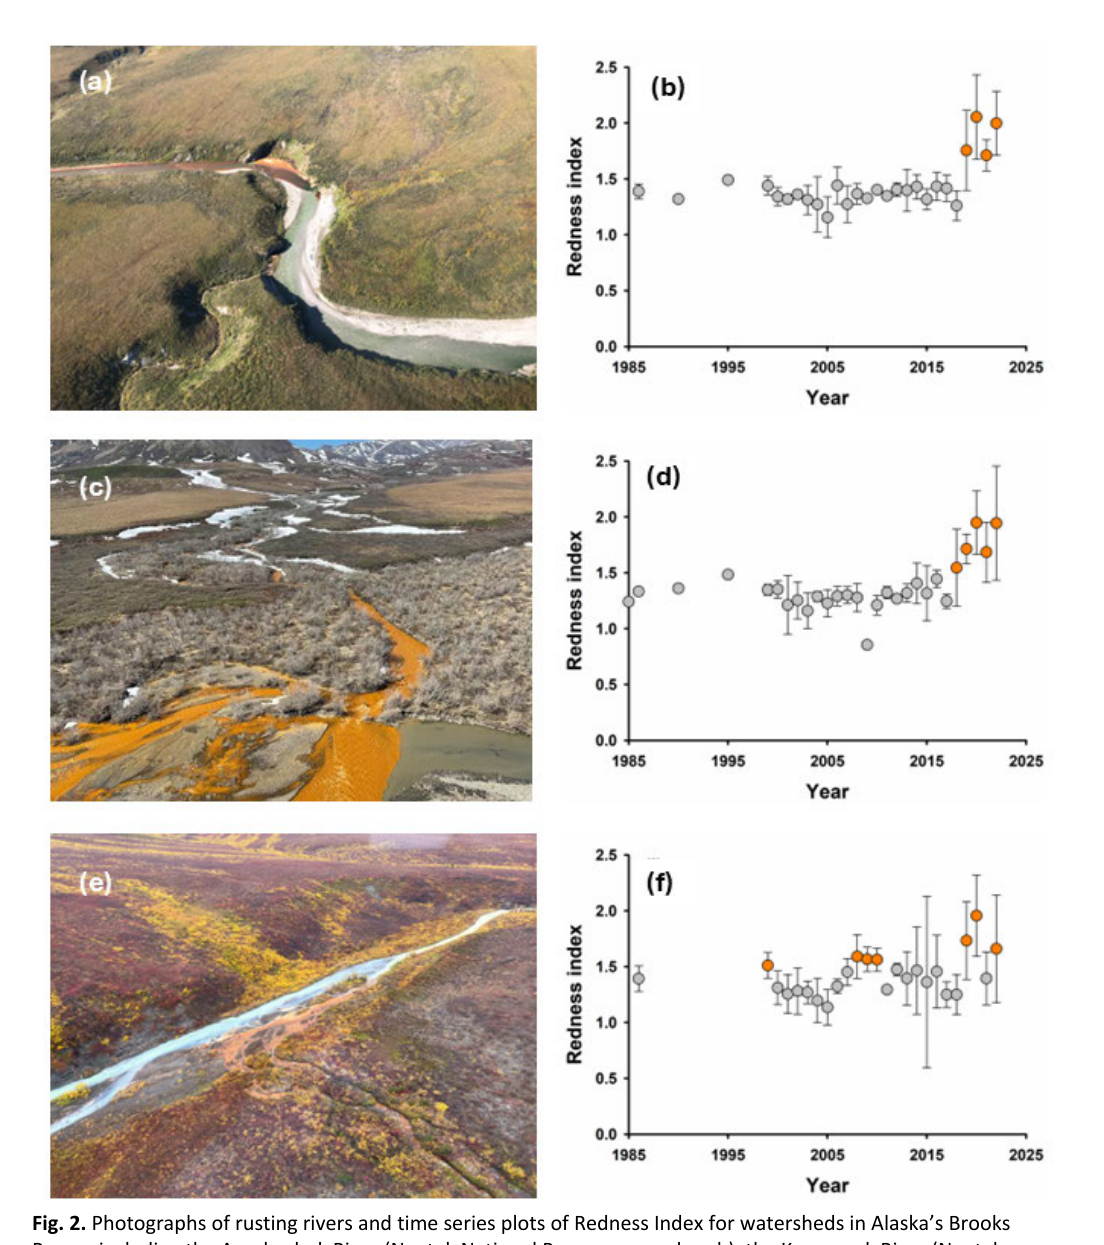 (a)
(b)
2.5
2.0
1.5
1.0
0.5
0.0
Redness index
1985 1995 2005 2015 2025
Year
(c)
(d)
2.5
2.0
1.5
1.0
0.5
0.0
Redness index
1985 1995 2005 2015 2025
Year
(e)
(f)
2.5
2.0
1.5
1.0
0.5
0.0
Redness index
1985 1995 2005 2015 2025
Year
Fig. 2. Photographs of rusting rivers and time series plots of Redness Index for watersheds in Alaska's Brooks